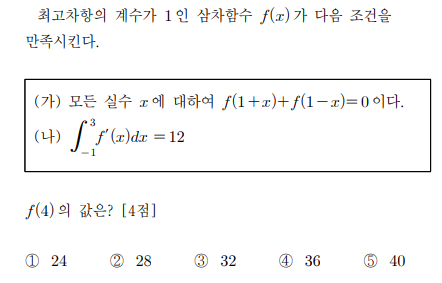 최고차항의 계수가 1인 삼차함수 f(x)가 다음 조건을
만족시킨다.
(가) 모든 실수 x에 대하여 f(1+x)+f(1−x)=0이다.
(나) ∫₋₁³ f′(x)dx = 12
f(4)의 값은? [4점]
① 24 ② 28 ③ 32 ④ 36 ⑤ 40